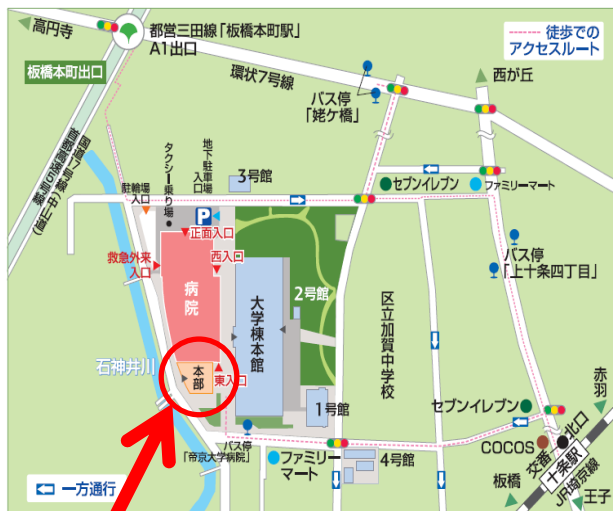 高円寺
都営三田線「板橋本町駅」
A1出口
徒歩での
アクセスルート
板橋本町出口
環状7号線
バス停
「姥ケ橋」
西が丘
国道17号線
首都高速5号線(中山道)
駐輪場
入口
タクシー乗り場
地下駐車場
入口
P
3号館
セブンイレブン
ファミリーマート
正面入口
救急外来
入口
西入口
病院
大学棟本館
2号館
区立加賀中学校
バス停
「上十条四丁目」
石神井川
本部
東入口
1号館
セブンイレブン
赤羽
バス停
「帝京大学病院」
ファミリー
マート
4号館
COCOS
交番
北口
十条駅
JR埼京線
板橋
王子
一方通行